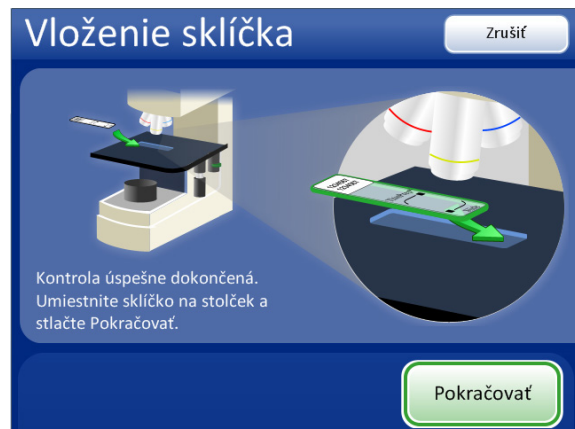 Vloženie sklíčka
Zrušiť
Kontrola úspešne dokončená.
Umiestnite sklíčko na stolček a
stlačte Pokračovať.
Pokračovať